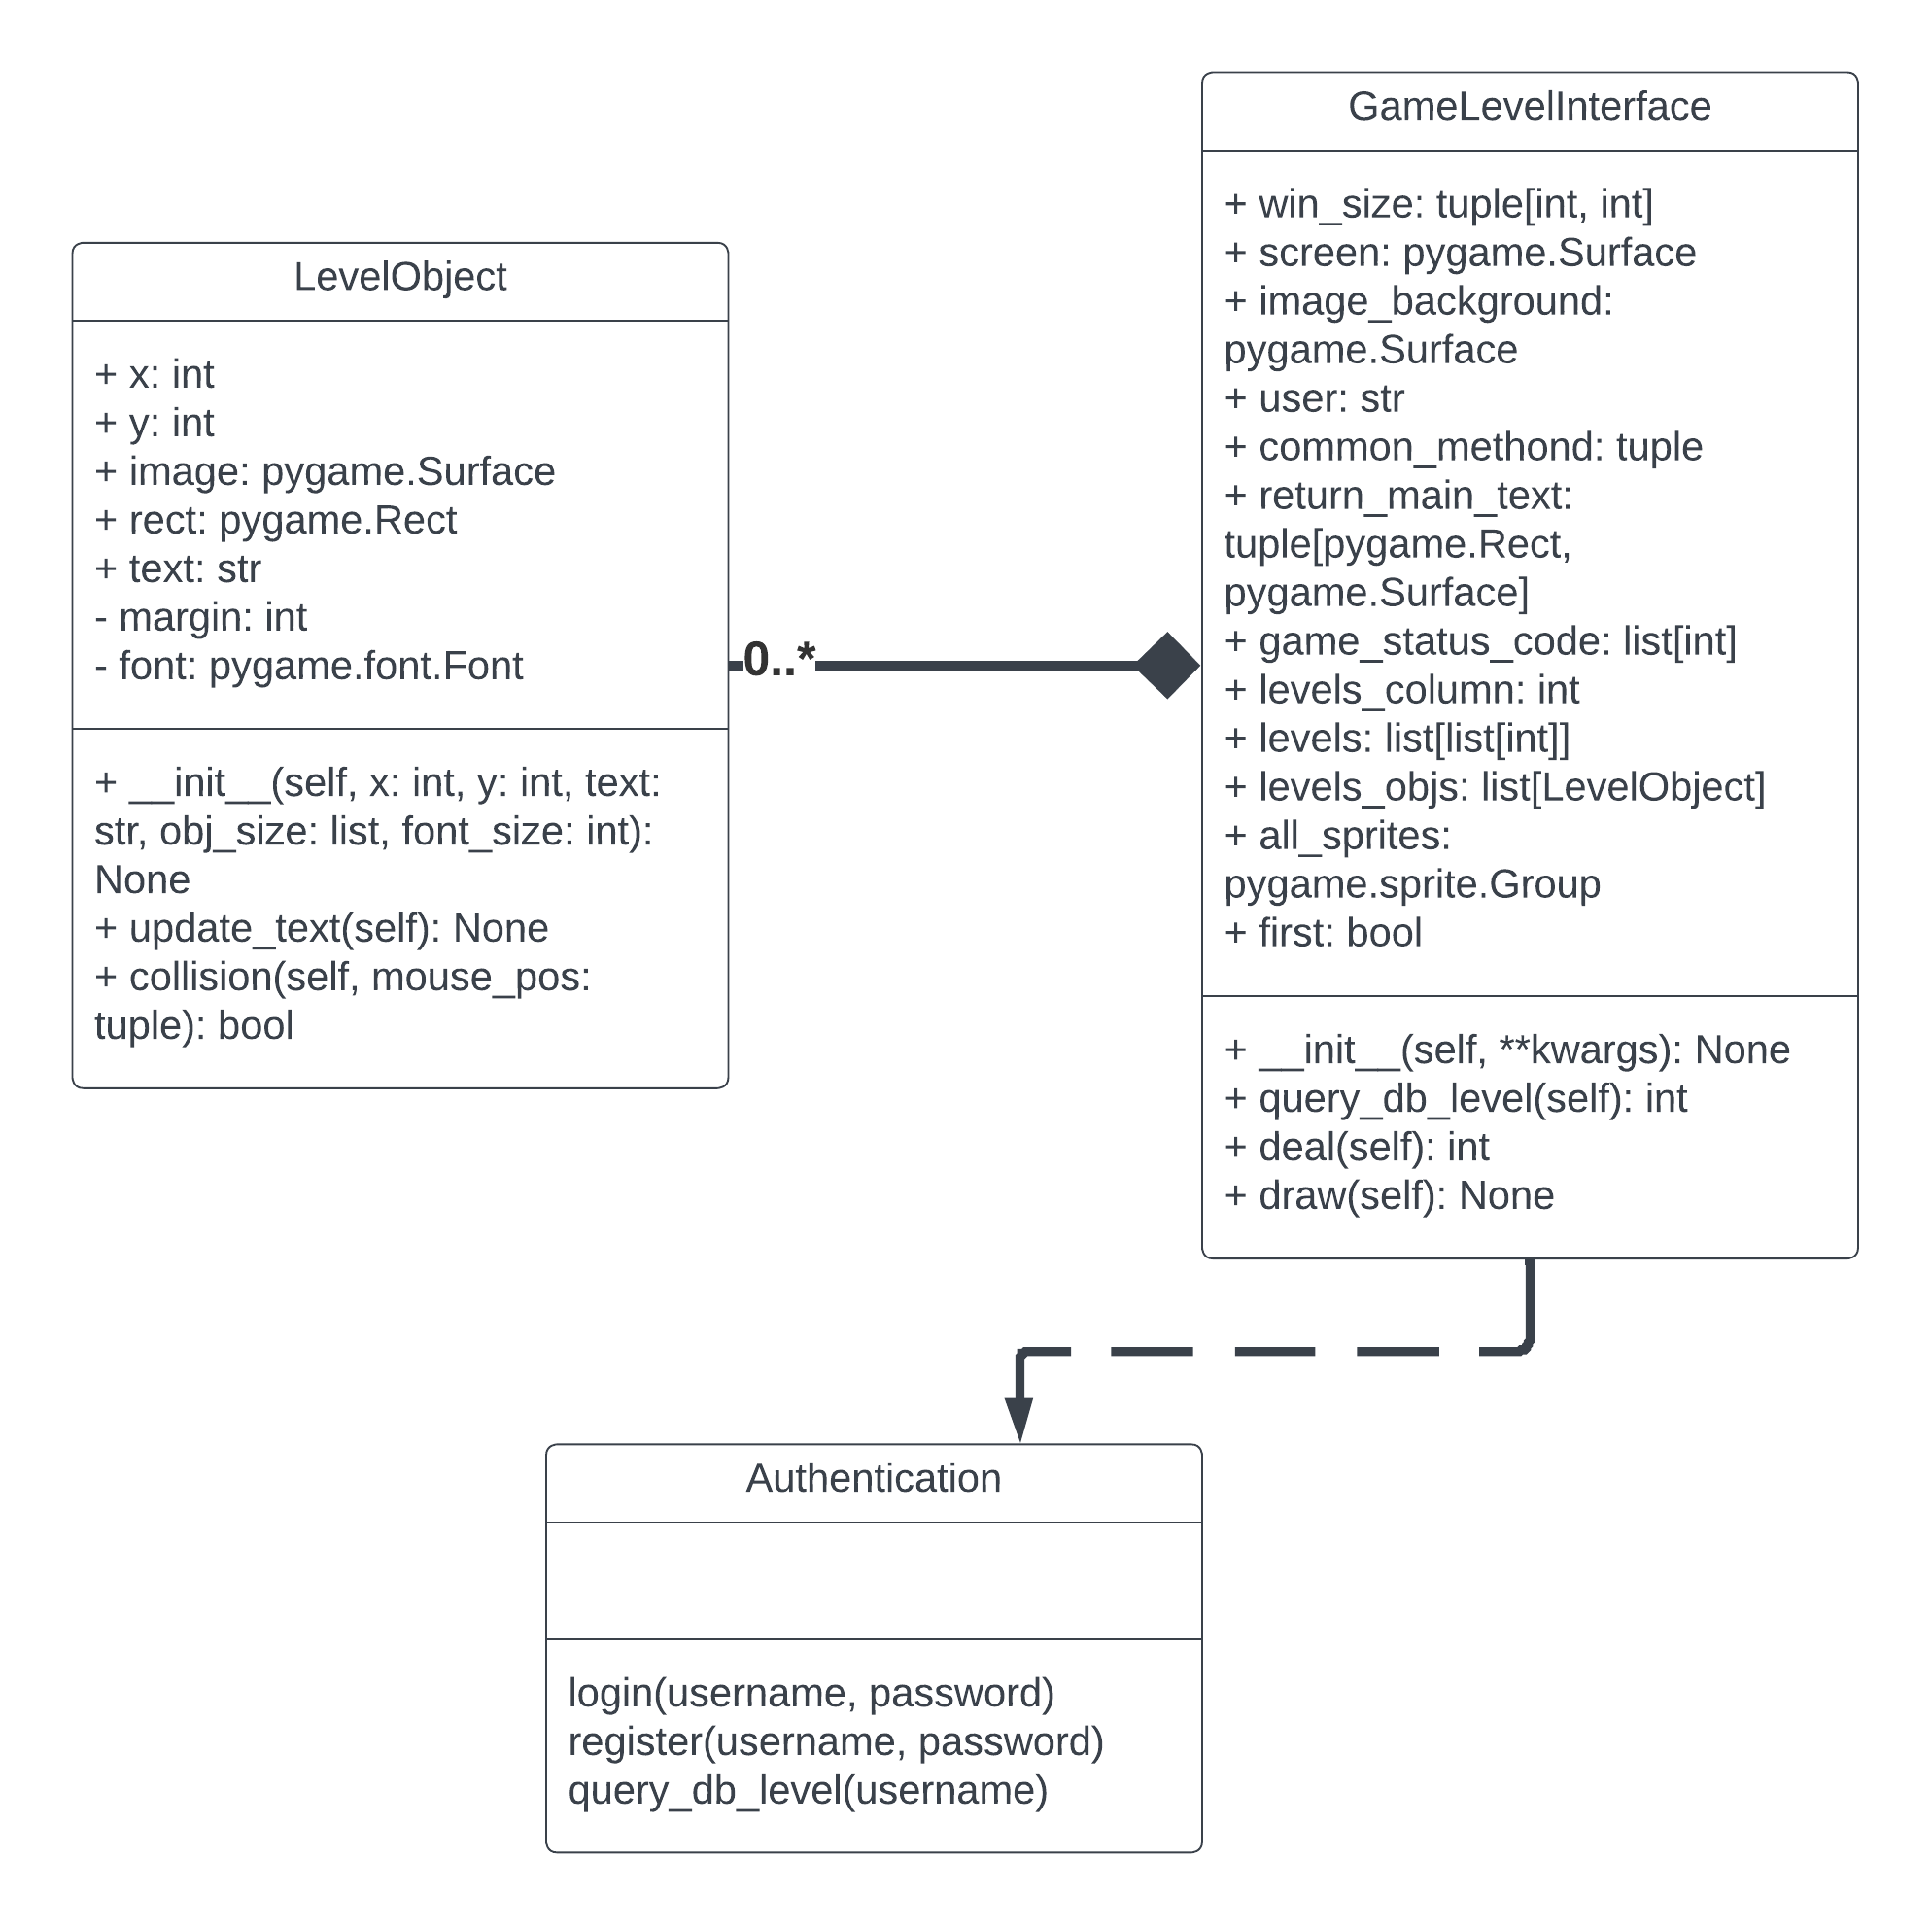 LevelObject
+ x: int
+ y: int
+ image: pygame.Surface
+ rect: pygame.Rect
+ text: str
- margin: int
- font: pygame.font.Font
+ __init__(self, x: int, y: int, text:
str, obj_size: list, font_size: int):
None
+ update_text(self): None
+ collision(self, mouse_pos:
tuple): bool
0..*
GameLevelInterface
+ win_size: tuple[int, int]
+ screen: pygame.Surface
+ image_background:
pygame.Surface
+ user: str
+ common_methond: tuple
+ return_main_text:
tuple[pygame.Rect,
pygame.Surface]
+ game_status_code: list[int]
+ levels_column: int
+ levels: list[list[int]]
+ levels_objs: list[LevelObject]
+ all_sprites:
pygame.sprite.Group
+ first: bool
+ __init__(self, **kwargs): None
+ query_db_level(self): int
+ deal(self): int
+ draw(self): None
Authentication
login(username, password)
register(username, password)
query_db_level(username)